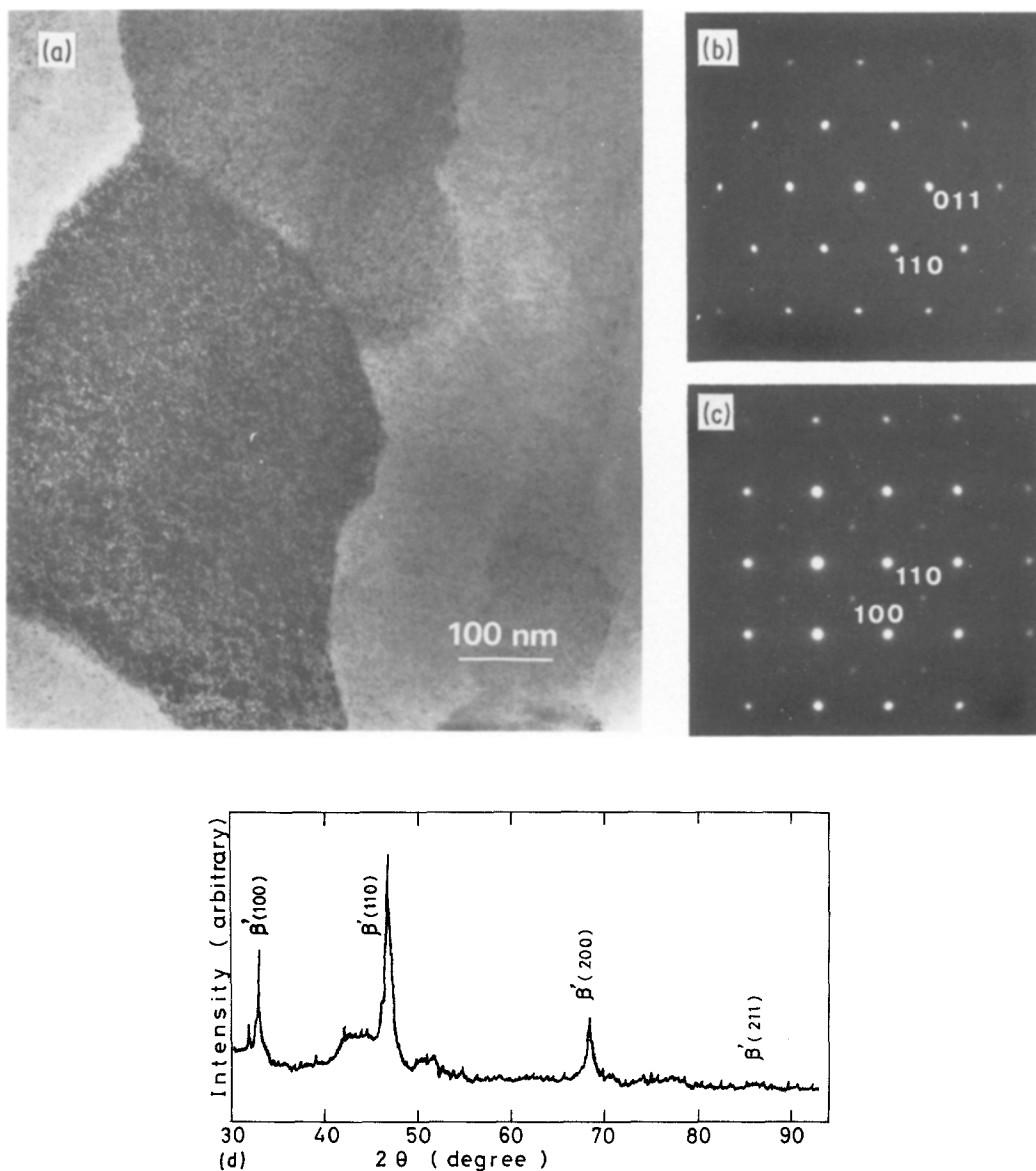 (a)
100 nm
(b)
011
110
(c)
110
100
Intensity (arbitrary)
β'(100)
β'(110)
β'(200)
β'(211)
30 40 50 60 70 80 90
(d) 2 θ (degree)